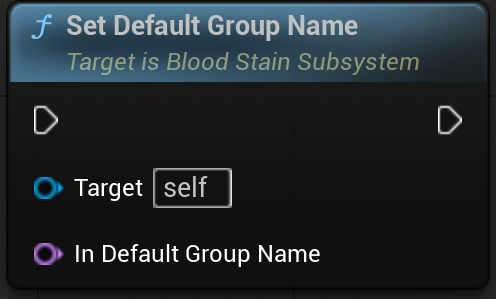 f Set Default Group Name
Target is Blood Stain Subsystem
Target self
In Default Group Name